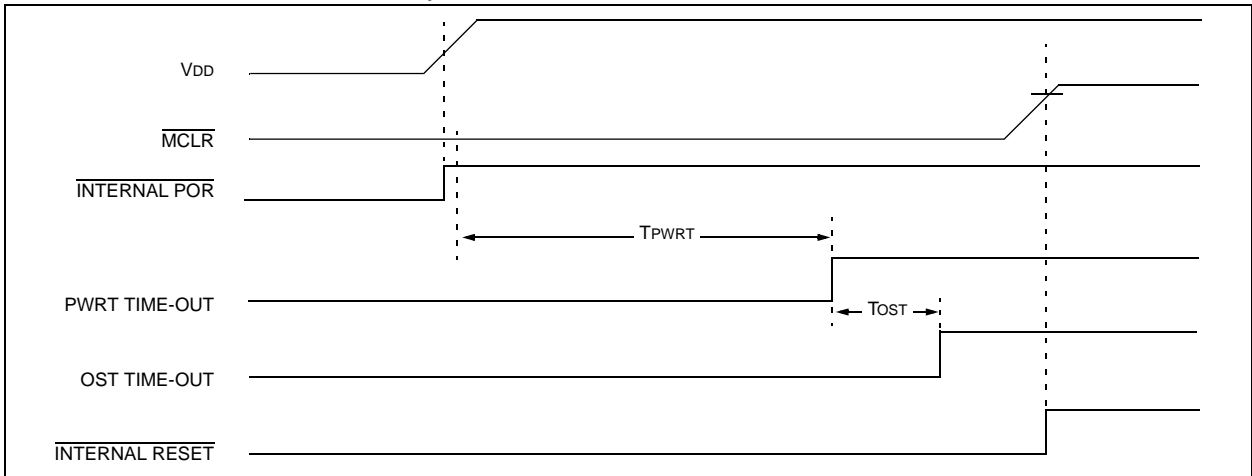 VDD
MCLR
INTERNAL POR
TPWRT
PWRT TIME-OUT
TOST
OST TIME-OUT
INTERNAL RESET